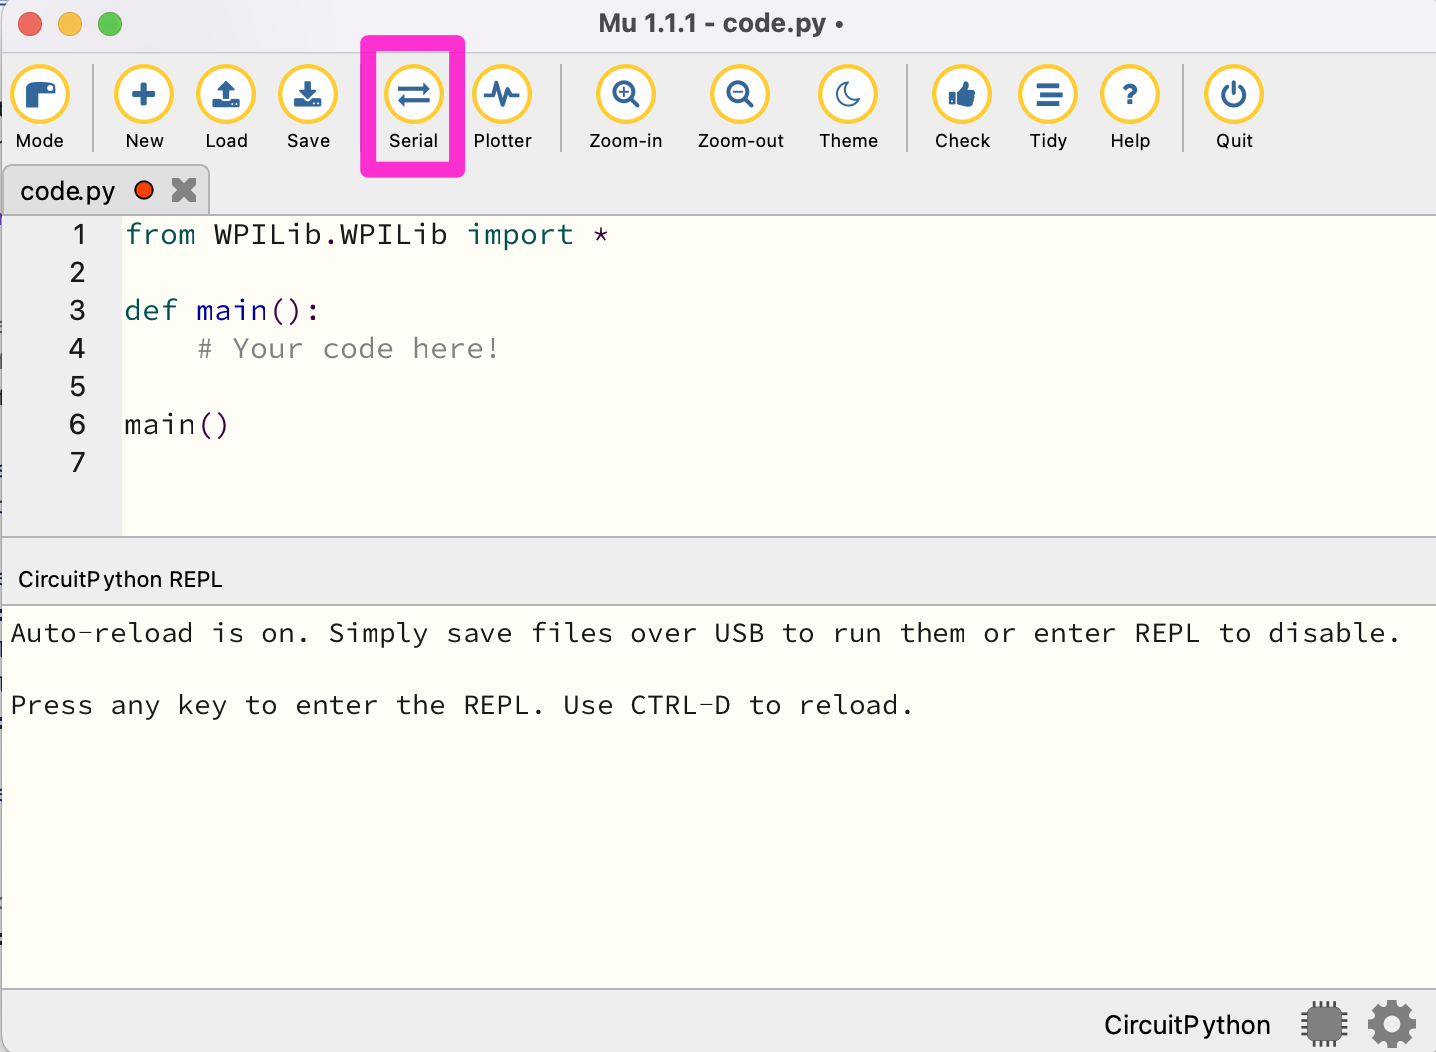 Mu 1.1.1 - code.py •
Mode New Load Save Serial Plotter Zoom-in Zoom-out Theme Check Tidy ? Help Quit
code.py
1 from WPILib.WPILib import *
2
3 def main():
4     # Your code here!
5
6 main()
7
CircuitPython REPL
Auto-reload is on. Simply save files over USB to run them or enter REPL to disable.
Press any key to enter the REPL. Use CTRL-D to reload.
CircuitPython